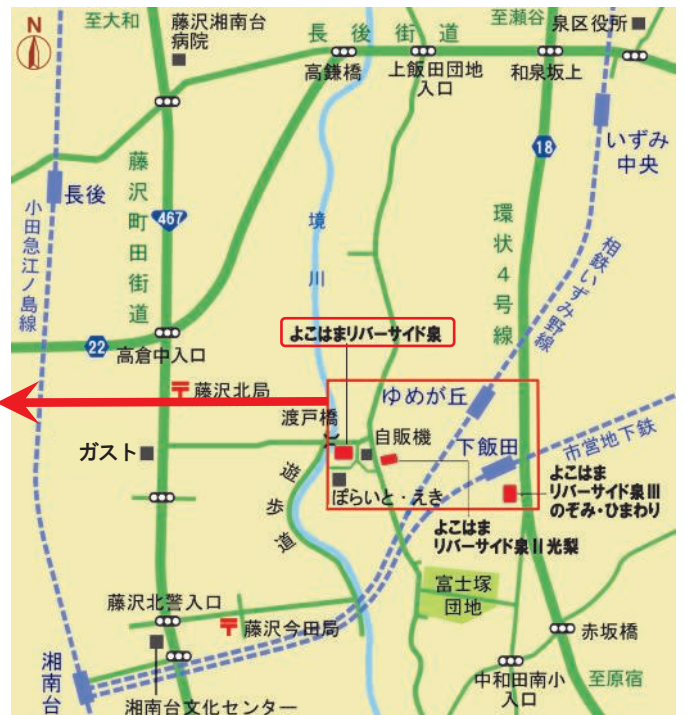 N
至大和
藤沢湘南台
病院
長後街道
至瀬谷
泉区役所
高鎌橋
上飯田団地
入口
和泉坂上
18
いずみ
中央
長後
小田急江ノ島線
藤沢町田街道
467
境川
環状4号線
相鉄いずみ野線
よこはまリバーサイド泉
22
高倉中入口
藤沢北局
渡戸橋
ゆめが丘
自販機
下飯田
市営地下鉄
ガスト
ぽらいと・えき
遊歩道
よこはま
リバーサイド泉Ⅲ
のぞみ・ひまわり
よこはま
リバーサイド泉Ⅱ光梨
富士塚
団地
藤沢北警入口
藤沢今田局
赤坂橋
湘南台
湘南台文化センター
中和田南小
入口
至原宿